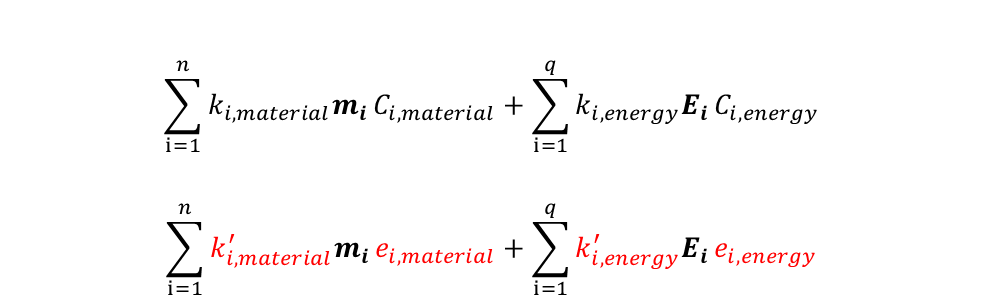 ∑_{i=1}^{n} k_{i,material} m_i C_{i,material} + ∑_{i=1}^{q} k_{i,energy} E_i C_{i,energy}
∑_{i=1}^{n} k′_{i,material} m_i e_{i,material} + ∑_{i=1}^{q} k′_{i,energy} E_i e_{i,energy}